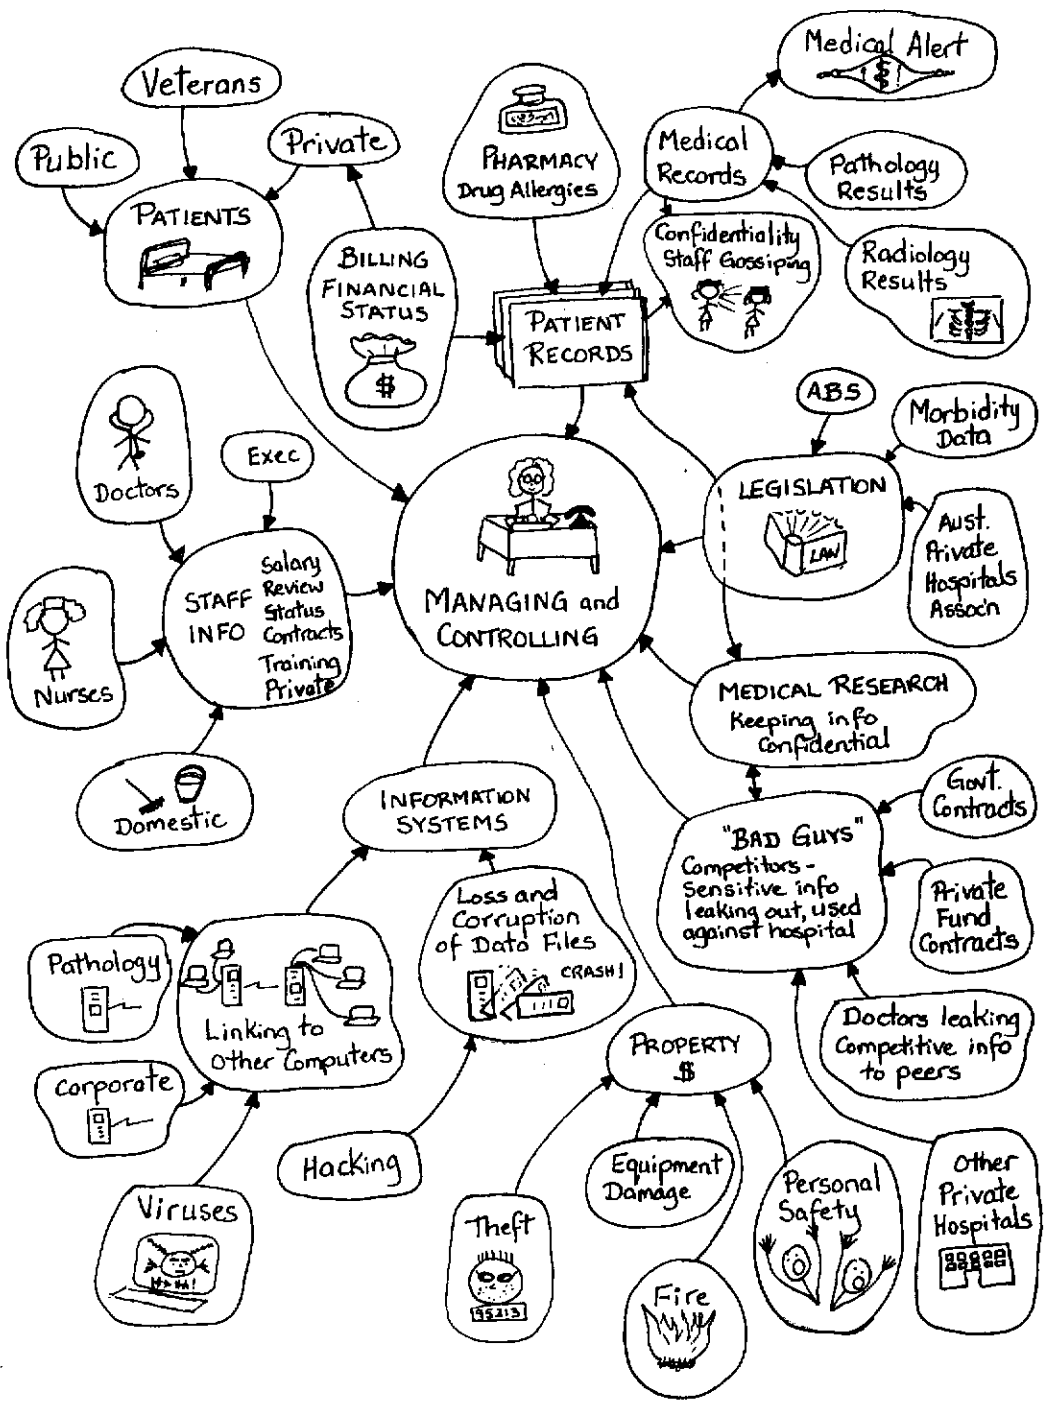 Medical Alert
Veterans
Public
Private
PATIENTS
PHARMACY
Drug Allergies
Medical
Records
Pathology
Results
Confidentiality
Staff Gossiping
Radiology
Results
BILLING
FINANCIAL
STATUS
$
PATIENT
RECORDS
ABS
Morbidity
Data
Doctors
Exec
LEGISLATION
LAW
Aust.
Private
Hospitals
Assoc'n
STAFF
INFO
Salary
Review
Status
Contracts
Training
Private
Nurses
MANAGING and
CONTROLLING
MEDICAL RESEARCH
Keeping info
Confidential
Domestic
INFORMATION
SYSTEMS
Govt.
Contracts
"BAD GUYS"
Competitors -
Sensitive info
leaking out, used
against hospital
Private
Fund
Contracts
Loss and
Corruption
of Data Files
CRASH!
Pathology
Linking to
Other Computers
Corporate
PROPERTY
$
Doctors leaking
Competitive info
to peers
Hacking
Equipment
Damage
Personal
Safety
Other
Private
Hospitals
Viruses
Theft
95213
Fire